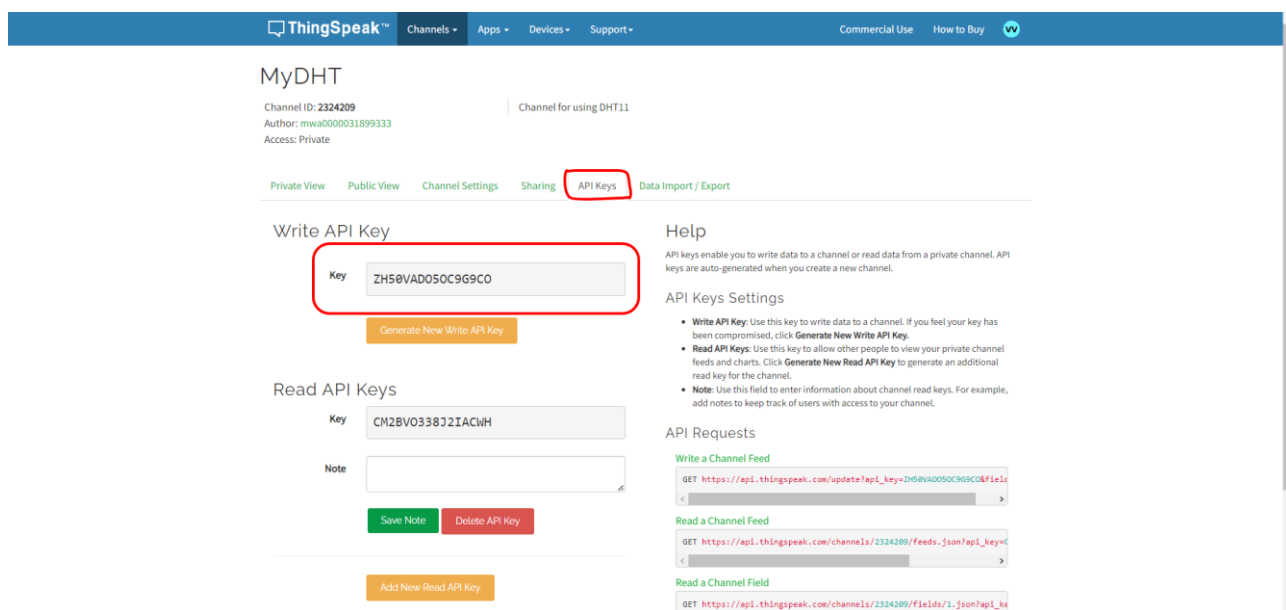 ThingSpeak™ Channels Apps Devices Support Commercial Use How to Buy VV
MyDHT
Channel ID: 2324209
Author: mwa0000031899333
Access: Private
Channel for using DHT11
Private View Public View Channel Settings Sharing API Keys Data Import / Export
Write API Key
Key ZH50VADO5OC9G9CO
Generate New Write API Key
Read API Keys
Key CM2BVO338J2IACWH
Note
Save Note Delete API Key
Add New Read API Key
Help
API keys enable you to write data to a channel or read data from a private channel. API
keys are auto-generated when you create a new channel.
API Keys Settings
• Write API Key: Use this key to write data to a channel. If you feel your key has
been compromised, click Generate New Write API Key.
• Read API Keys: Use this key to allow other people to view your private channel
feeds and charts. Click Generate New Read API Key to generate an additional
read key for the channel.
• Note: Use this field to enter information about channel read keys. For example,
add notes to keep track of users with access to your channel.
API Requests
Write a Channel Feed
GET https://api.thingspeak.com/update?api_key=ZH50VADO5OC9G9CO&field
Read a Channel Feed
GET https://api.thingspeak.com/channels/2324209/feeds.json?api_key=C
Read a Channel Field
GET https://api.thingspeak.com/channels/2324209/fields/1.json?api_ke